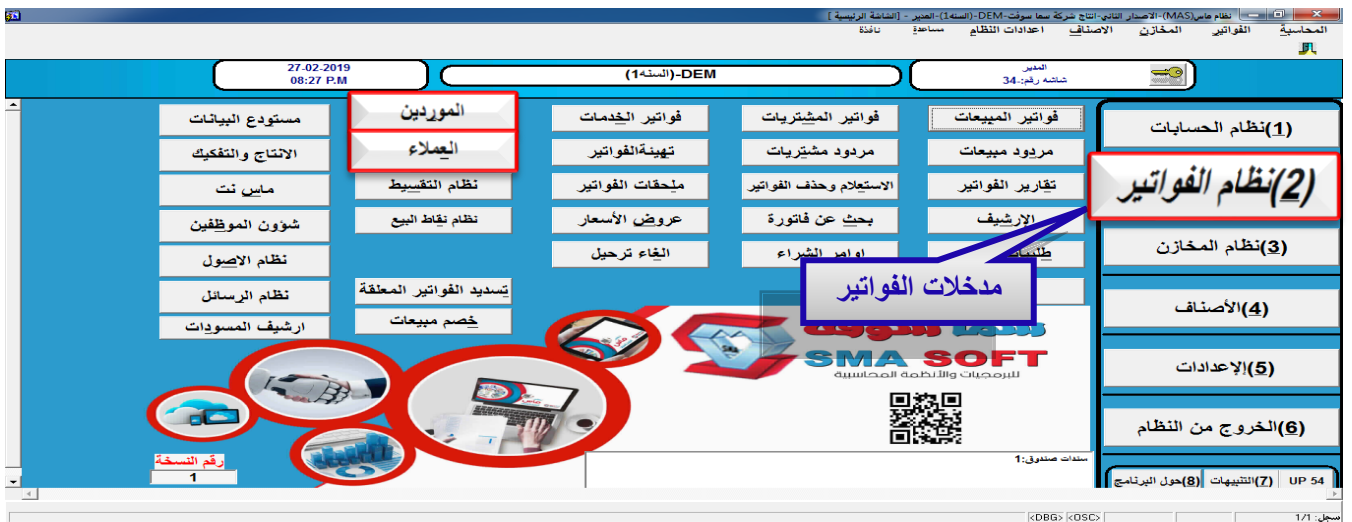 نظام ماس(MAS)-الاصدار الثاني-انتاج شركة سما سوفت-DEM-(السنه1)-المدير - [الشاشة الرئيسية ]
المحاسبة الفواتير المخازن الاصناف اعدادات النظام مساعدة نافذة
المدير
شاشه رقم:.34
DEM-(السنه1)
27-02-2019
08:27 P.M
(1)نظام الحسابات
(2)نظام الفواتير
(3)نظام المخازن
(4)الأصناف
(5)الإعدادات
(6)الخروج من النظام
UP 54 (7)التنبيهات (8)حول البرنامج
فواتير المبيعات فواتير المشتريات فواتير الخدمات الموردين مستودع البيانات
مردود مبيعات مردود مشتريات تهيئةالفواتير العملاء الانتاج والتفكيك
تقارير الفواتير الاستعلام وحذف الفواتير ملحقات الفواتير نظام التقسيط ماس نت
الارشيف بحث عن فاتورة عروض الأسعار نظام نقاط البيع شؤون الموظفين
اوامر الشراء الغاء ترحيل نظام الاصول
مدخلات الفواتير
تسديد الفواتير المعلقة نظام الرسائل
خصم مبيعات ارشيف المسودات
سما سوفت
SMA SOFT
للبرمجيات والأنظمة المحاسبية
سندات صندوق:1
رقم النسخة
1
سجل: 1/1 <OSC> <DBG>